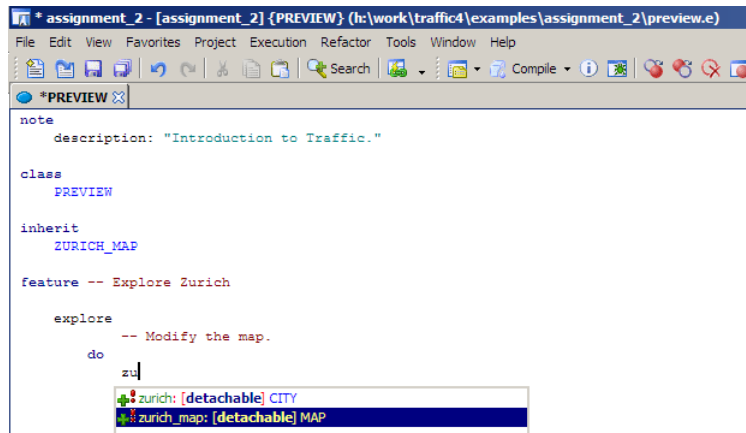 * assignment_2 - [assignment_2] {PREVIEW} (h:\work\traffic4\examples\assignment_2\preview.e)
File Edit View Favorites Project Execution Refactor Tools Window Help
Search Compile
*PREVIEW
note
description: "Introduction to Traffic."
class
PREVIEW
inherit
ZURICH_MAP
feature -- Explore Zurich
explore
-- Modify the map.
do
zu
zurich: [detachable] CITY
zurich_map: [detachable] MAP